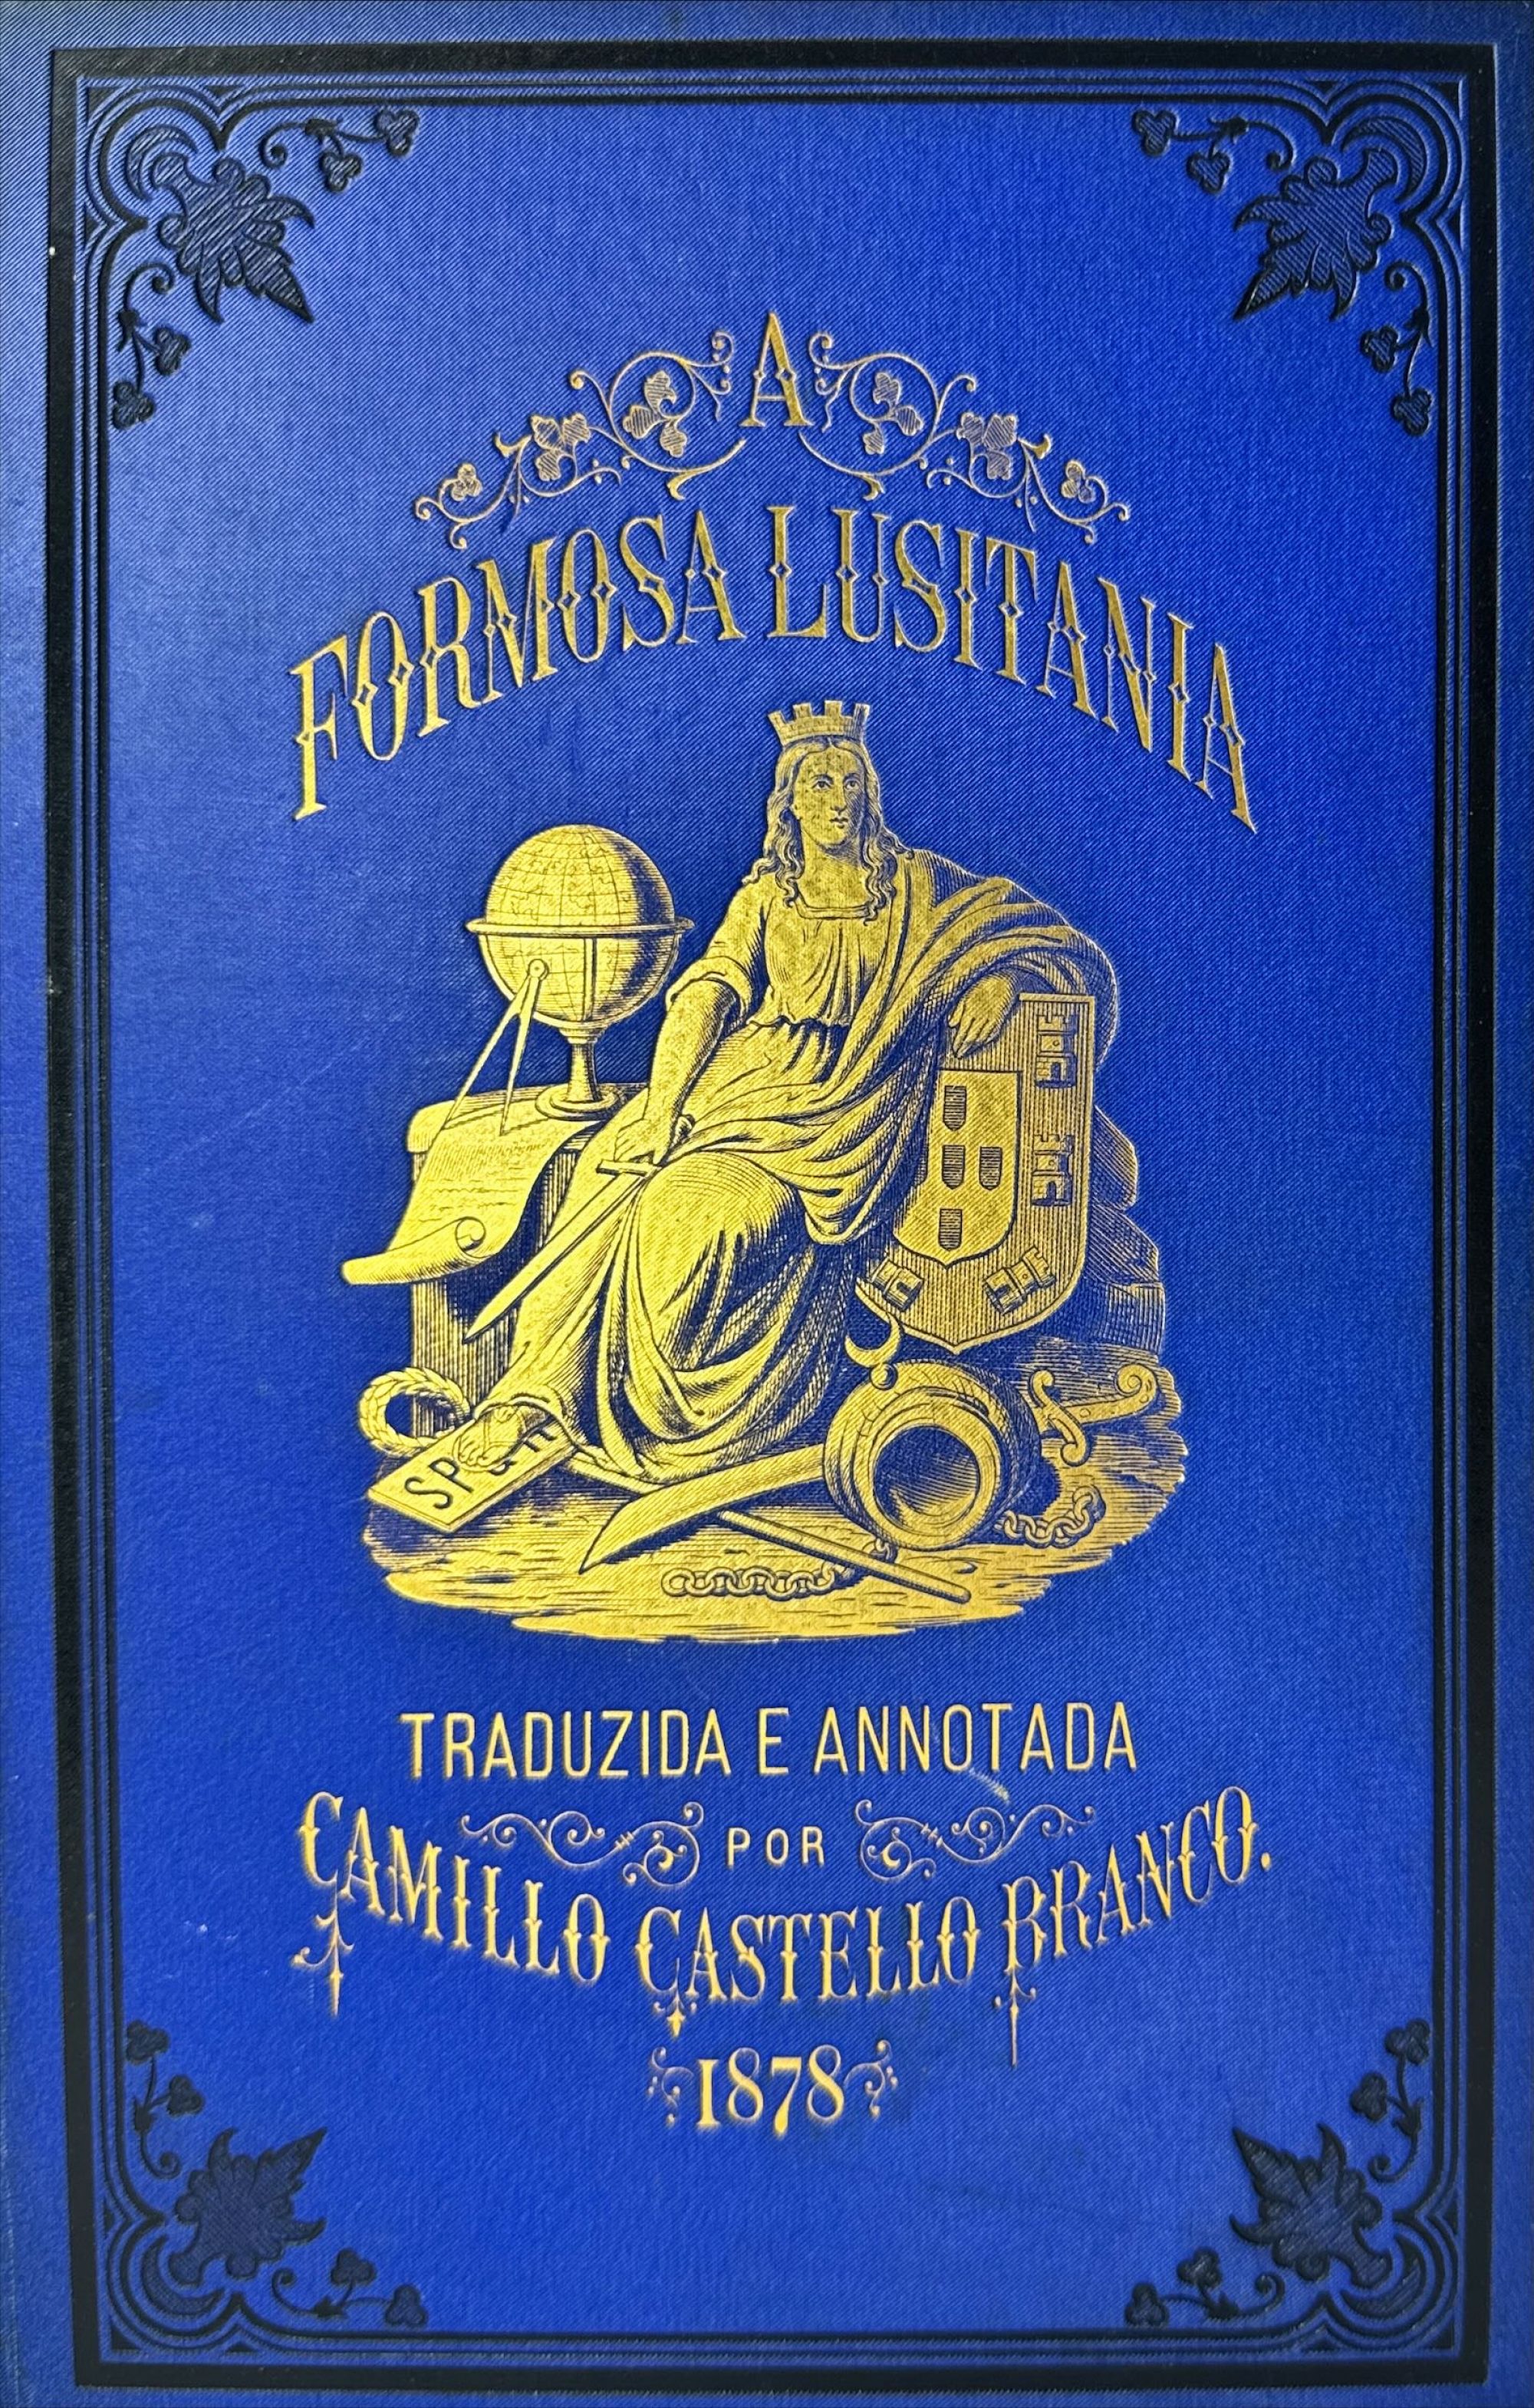 A
FORMOSA LUSITANIA
SPQR
TRADUZIDA E ANNOTADA
POR
CAMILLO CASTELLO BRANCO.
1878